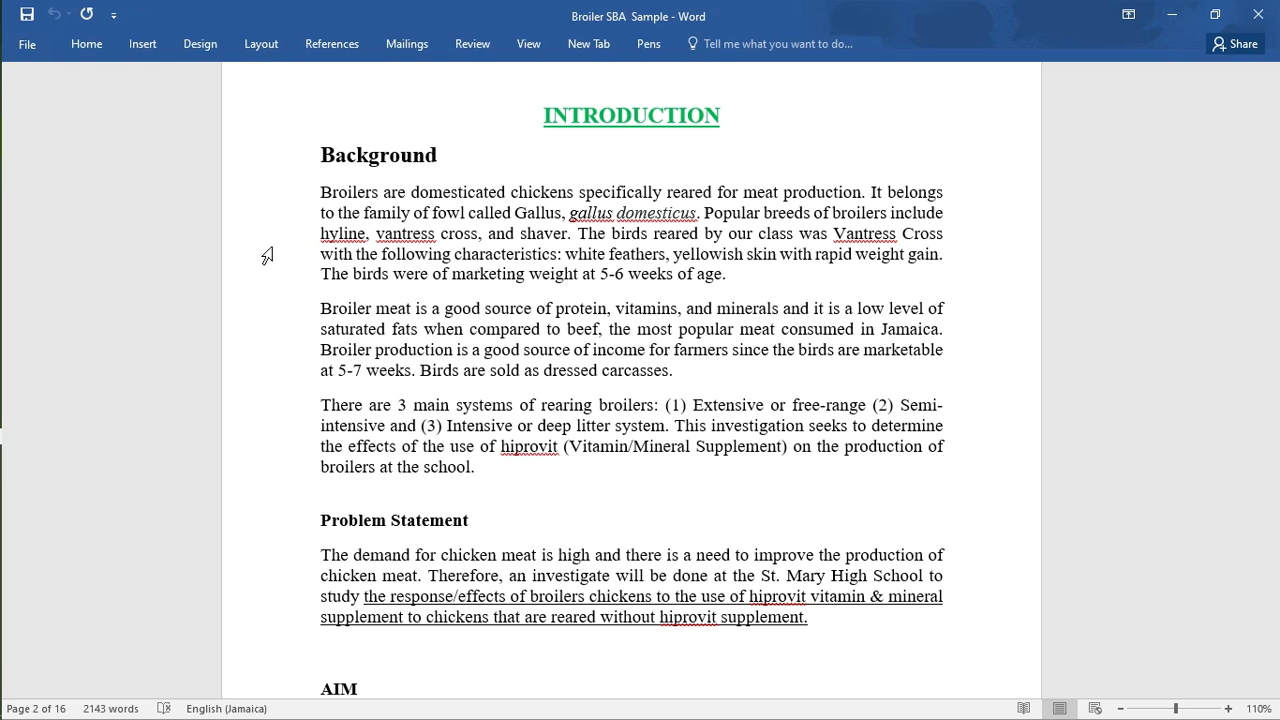 Broiler SBA Sample - Word
File Home Insert Design Layout References Mailings Review View New Tab Pens Tell me what you want to do... Share
INTRODUCTION
Background
Broilers are domesticated chickens specifically reared for meat production. It belongs
to the family of fowl called Gallus, gallus domesticus. Popular breeds of broilers include
hyline, vantress cross, and shaver. The birds reared by our class was Vantress Cross
with the following characteristics: white feathers, yellowish skin with rapid weight gain.
The birds were of marketing weight at 5-6 weeks of age.
Broiler meat is a good source of protein, vitamins, and minerals and it is a low level of
saturated fats when compared to beef, the most popular meat consumed in Jamaica.
Broiler production is a good source of income for farmers since the birds are marketable
at 5-7 weeks. Birds are sold as dressed carcasses.
There are 3 main systems of rearing broilers: (1) Extensive or free-range (2) Semi-
intensive and (3) Intensive or deep litter system. This investigation seeks to determine
the effects of the use of hiprovit (Vitamin/Mineral Supplement) on the production of
broilers at the school.
Problem Statement
The demand for chicken meat is high and there is a need to improve the production of
chicken meat. Therefore, an investigate will be done at the St. Mary High School to
study the response/effects of broilers chickens to the use of hiprovit vitamin & mineral
supplement to chickens that are reared without hiprovit supplement.
AIM
Page 2 of 16 2143 words English (Jamaica) 110%